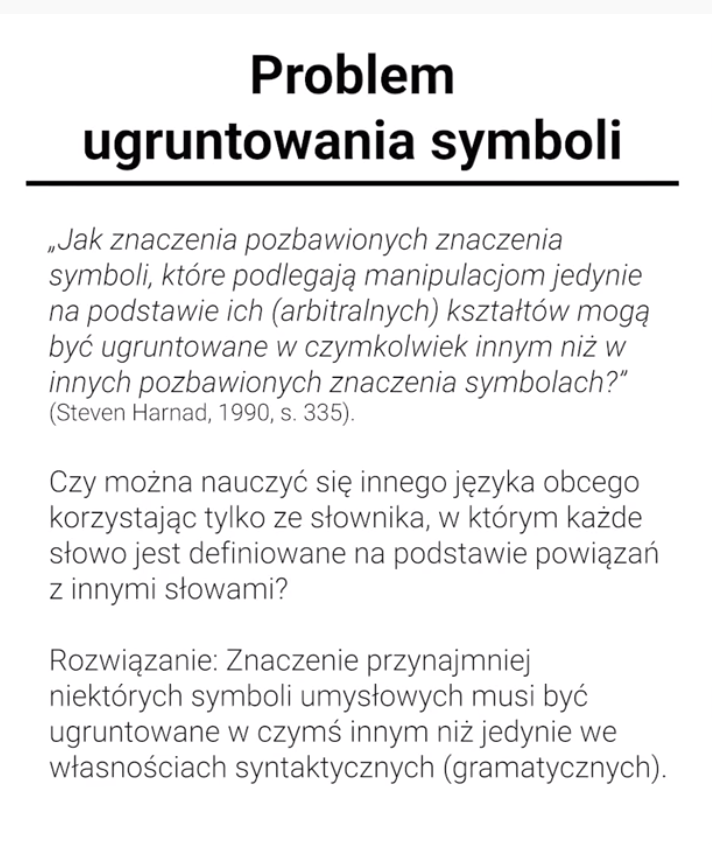 Problem
ugruntowania symboli
„Jak znaczenia pozbawionych znaczenia
symboli, które podlegają manipulacjom jedynie
na podstawie ich (arbitralnych) kształtów mogą
być ugruntowane w czymkolwiek innym niż w
innych pozbawionych znaczenia symbolach?”
(Steven Harnad, 1990, s. 335).
Czy można nauczyć się innego języka obcego
korzystając tylko ze słownika, w którym każde
słowo jest definiowane na podstawie powiązań
z innymi słowami?
Rozwiązanie: Znaczenie przynajmniej
niektórych symboli umysłowych musi być
ugruntowane w czymś innym niż jedynie we
własnościach syntaktycznych (gramatycznych).